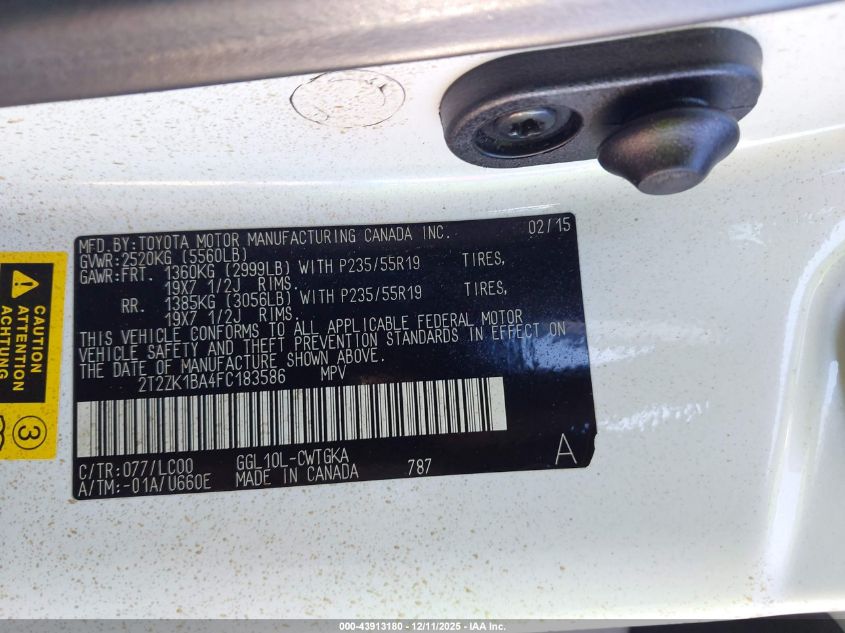 MFD.BY:TOYOTA MOTOR MANUFACTURING CANADA INC. 02/15
GVWR:2520KG (5560LB)
GAWR:FRT. 1360KG (2999LB) WITH P235/55R19 TIRES,
19X7 1/2J RIMS.
RR. 1385KG (3056LB) WITH P235/55R19 TIRES,
19X7 1/2J RIMS.
THIS VEHICLE CONFORMS TO ALL APPLICABLE FEDERAL MOTOR
VEHICLE SAFETY AND THEFT PREVENTION STANDARDS IN EFFECT ON
THE DATE OF MANUFACTURE SHOWN ABOVE.
2T2ZK1BA4FC183586 MPV
C/TR:077/LC00 GGL10L-CWTGKA
A/TM:-01A/U660E MADE IN CANADA 787 A
CAUTION
ATTENTION
ACHTUNG
3
000-43913180 - 12/11/2025 - IAA Inc.